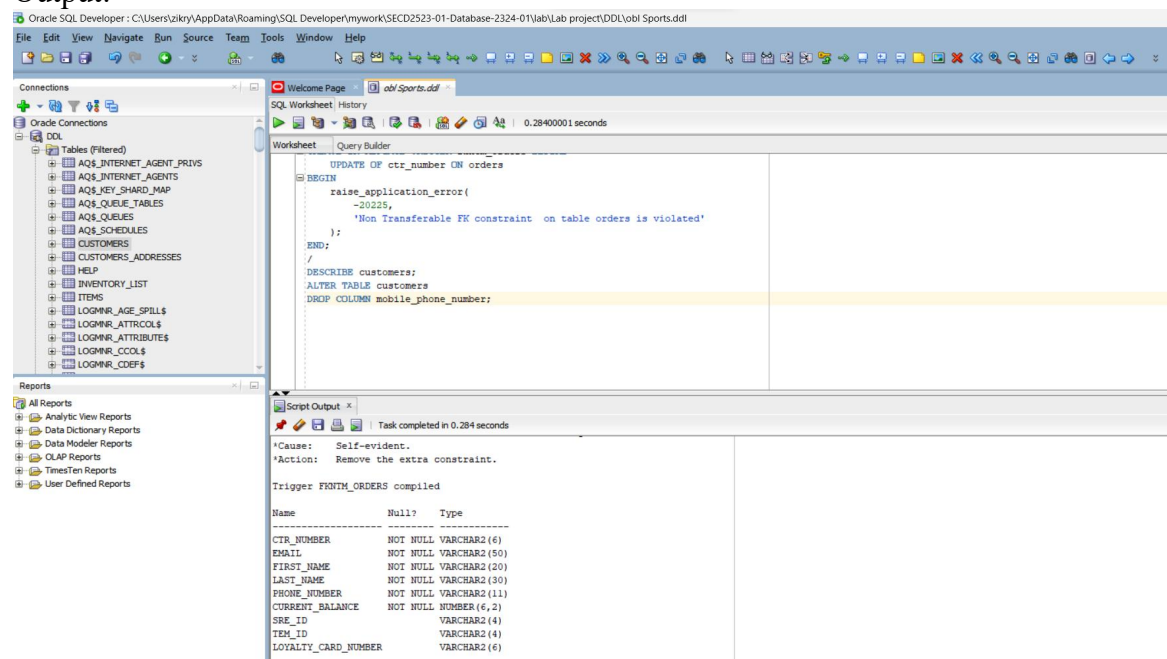 Output:
Oracle SQL Developer : C:\Users\zikry\AppData\Roaming\SQL Developer\mywork\SECD2523-01-Database-2324-01\lab\Lab project\DDL\obl Sports.ddl
File Edit View Navigate Run Source Team Tools Window Help
Connections
Welcome Page
obl Sports.ddl
SQL Worksheet History
0.28400001 seconds
Worksheet Query Builder
Oracle Connections
DDL
Tables (Filtered)
AQ$_INTERNET_AGENT_PRIVS
AQ$_INTERNET_AGENTS
AQ$_KEY_SHARD_MAP
AQ$_QUEUE_TABLES
AQ$_QUEUES
AQ$_SCHEDULES
CUSTOMERS
CUSTOMERS_ADDRESSES
HELP
INVENTORY_LIST
ITEMS
LOGMNR_AGE_SPILL$
LOGMNR_ATTRCOL$
LOGMNR_ATTRIBUTE$
LOGMNR_CCOL$
LOGMNR_CDEF$
UPDATE OF ctr_number ON orders
BEGIN
raise_application_error(
-20225,
'Non Transferable FK constraint  on table orders is violated'
);
END;
/
DESCRIBE customers;
ALTER TABLE customers
DROP COLUMN mobile_phone_number;
Reports
All Reports
Analytic View Reports
Data Dictionary Reports
Data Modeler Reports
OLAP Reports
TimesTen Reports
User Defined Reports
Script Output
Task completed in 0.284 seconds
*Cause: Self-evident.
*Action: Remove the extra constraint.
Trigger FKNTM_ORDERS compiled
Name Null? Type
------------------- -------- ------------
CTR_NUMBER NOT NULL VARCHAR2(6)
EMAIL NOT NULL VARCHAR2(50)
FIRST_NAME NOT NULL VARCHAR2(20)
LAST_NAME NOT NULL VARCHAR2(30)
PHONE_NUMBER NOT NULL VARCHAR2(11)
CURRENT_BALANCE NOT NULL NUMBER(6,2)
SRE_ID VARCHAR2(4)
TEM_ID VARCHAR2(4)
LOYALTY_CARD_NUMBER VARCHAR2(6)